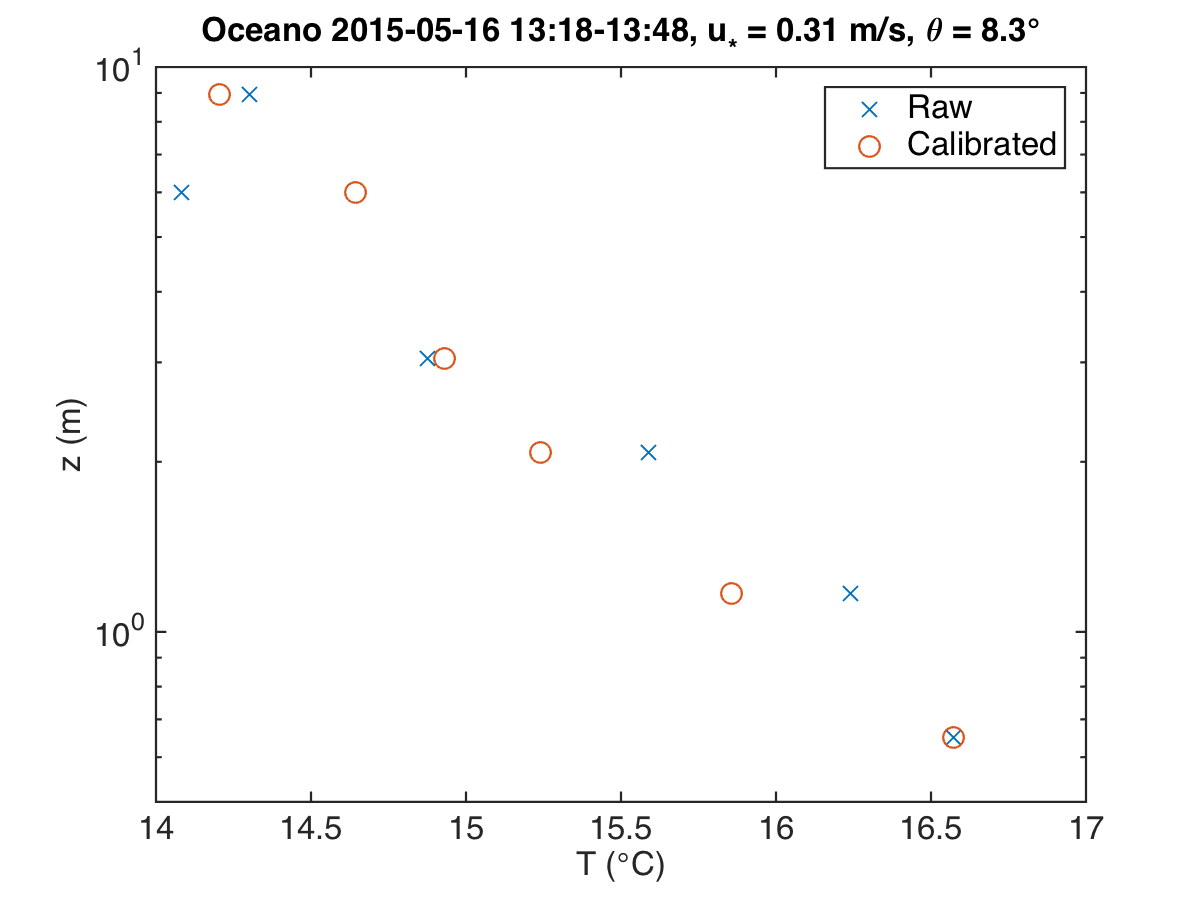 Oceano 2015-05-16 13:18-13:48, u* = 0.31 m/s, θ = 8.3°
10¹
Raw
Calibrated
z (m)
10⁰
14 14.5 15 15.5 16 16.5 17
T (°C)